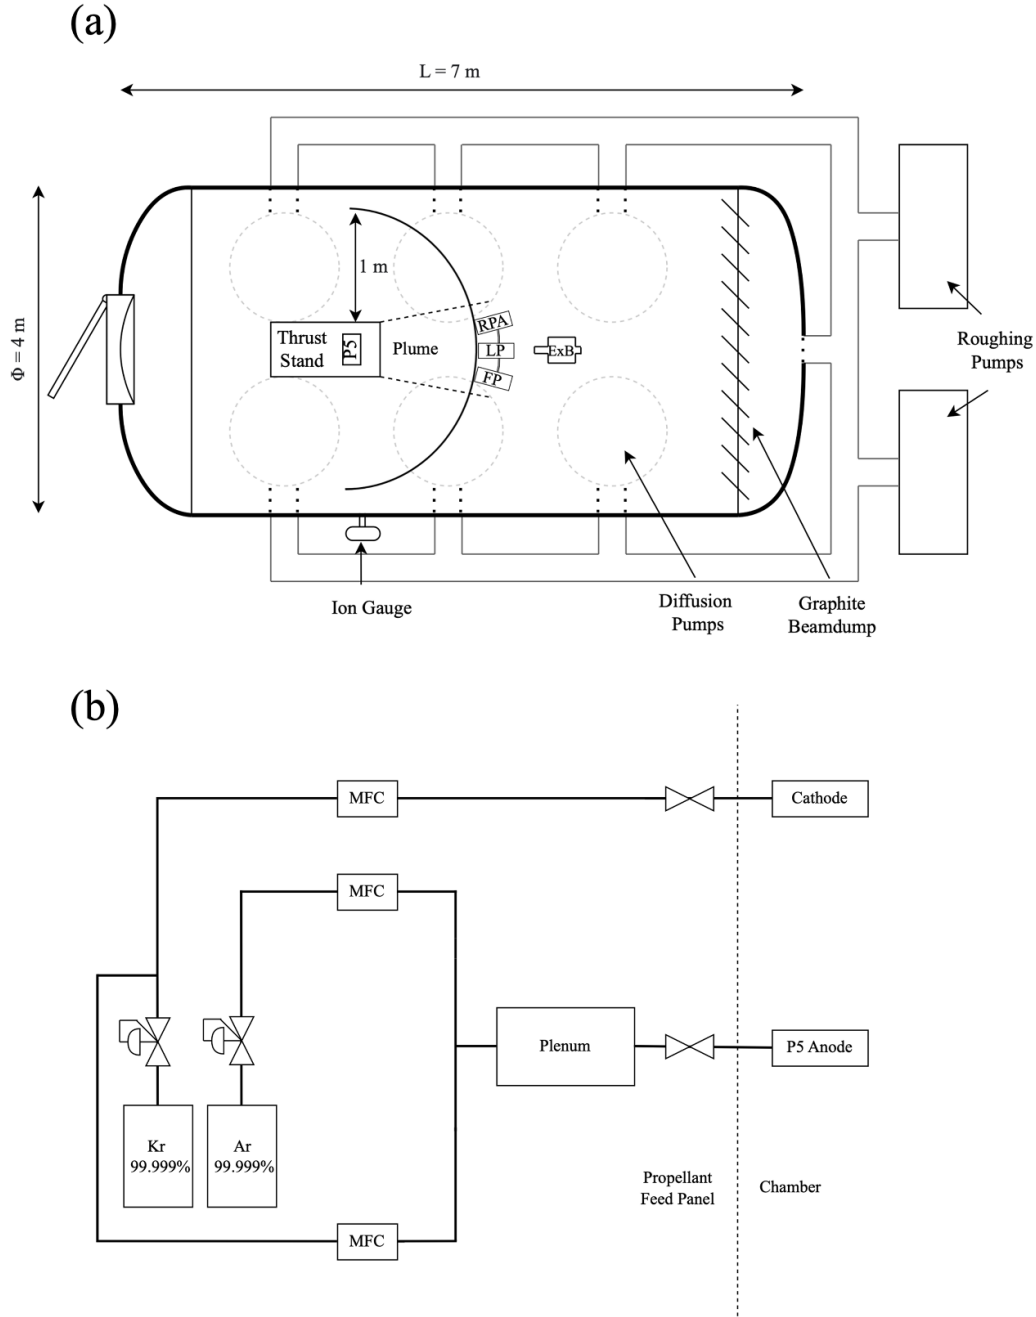 (a)
L = 7 m
Φ = 4 m
1 m
Thrust
Stand
P5
Plume
RPA
LP
FP
ExB
Roughing
Pumps
Ion Gauge
Diffusion
Pumps
Graphite
Beamdump
(b)
MFC
Cathode
MFC
Plenum
P5 Anode
Kr
99.999%
Ar
99.999%
Propellant
Feed Panel
Chamber
MFC